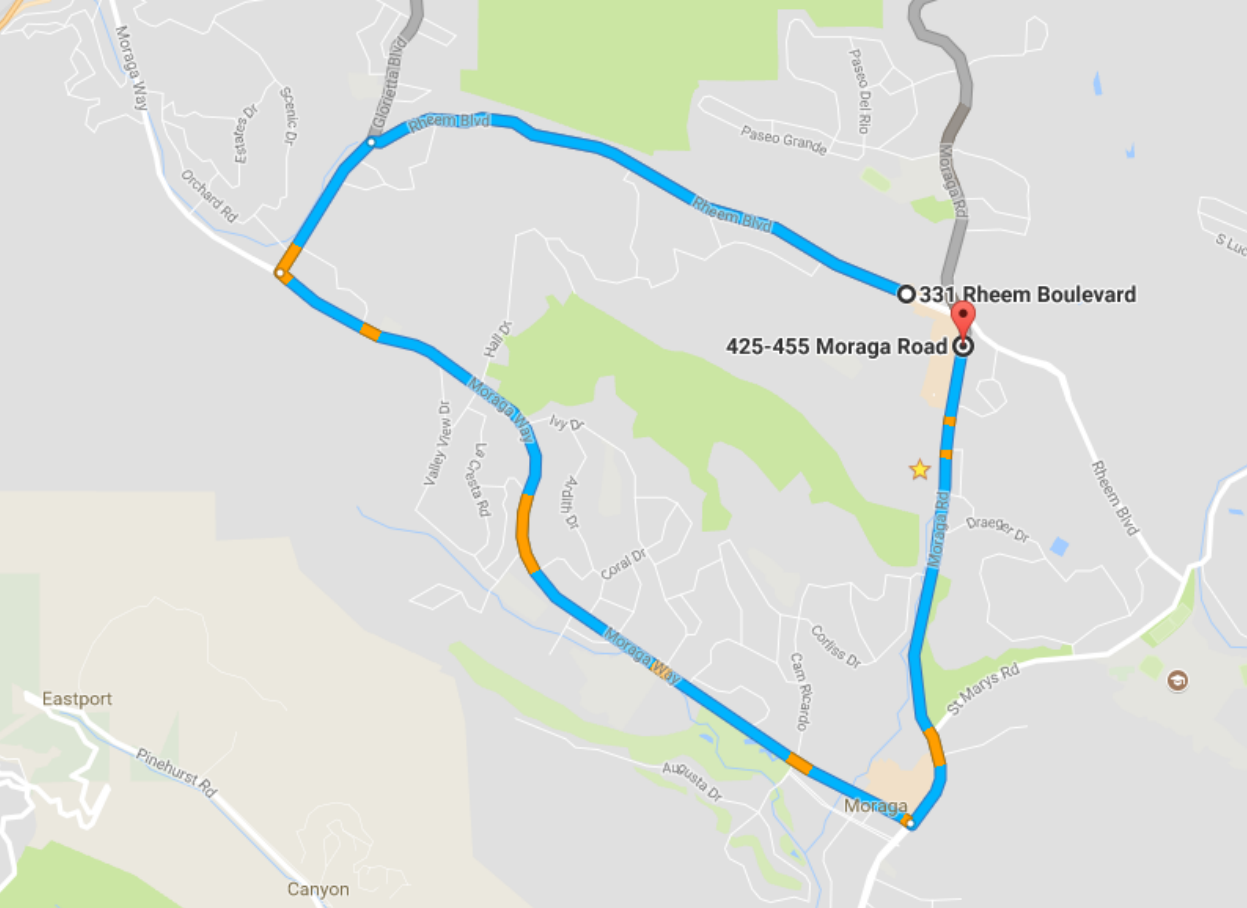 Moraga Way
Glorietta Blvd
Scenic Dr
Estates Dr
Orchard Rd
Rheem Blvd
Paseo Del Rio
Paseo Grande
Moraga Rd
Rheem Blvd
S Luc
331 Rheem Boulevard
425-455 Moraga Road
Hall Dr
Moraga Way
Valley View Dr
La Cresta Rd
Ivy Dr
Ardith Dr
Coral Dr
Rheem Blvd
Moraga Rd
Draeger Dr
Moraga Way
Corliss Dr
Cam Ricardo
St Marys Rd
Eastport
Pinehurst Rd
Augusta Dr
Moraga
Canyon